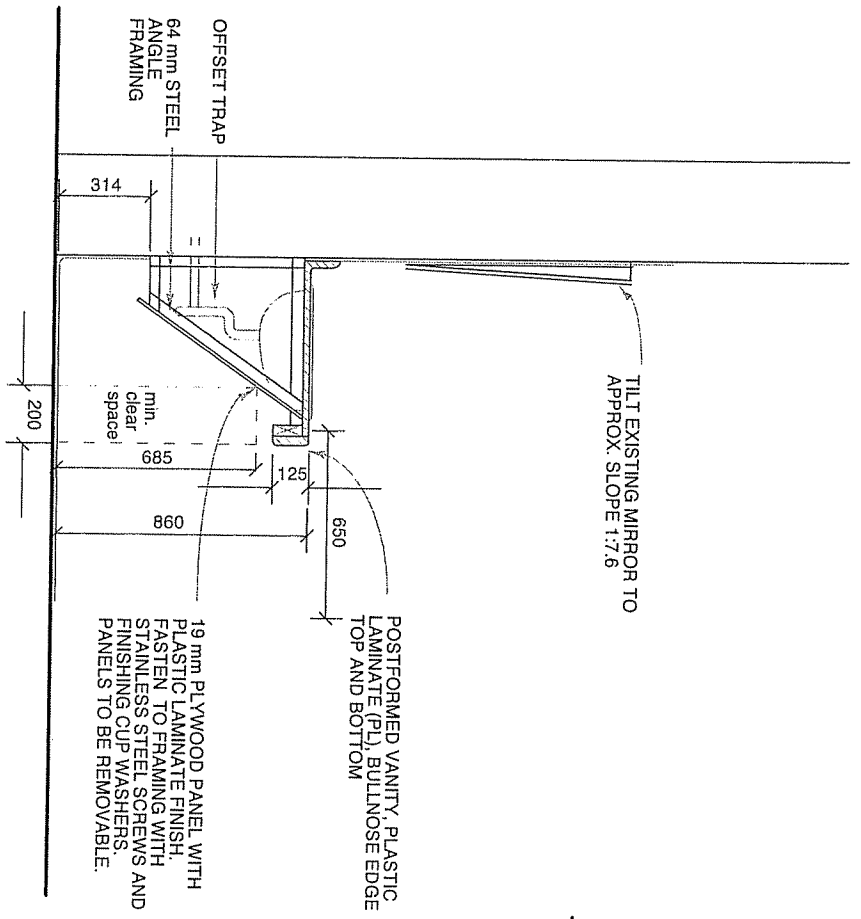 OFFSET TRAP
64 mm STEEL
ANGLE
FRAMING
TILT EXISTING MIRROR TO
APPROX. SLOPE 1:7.6
314
min.
clear
space
200
685
125
860
650
POSTFORMED VANITY, PLASTIC
LAMINATE (PL), BULLNOSE EDGE
TOP AND BOTTOM
19 mm PLYWOOD PANEL WITH
PLASTIC LAMINATE FINISH.
FASTEN TO FRAMING WITH
STAINLESS STEEL SCREWS AND
FINISHING CUP WASHERS.
PANELS TO BE REMOVABLE.